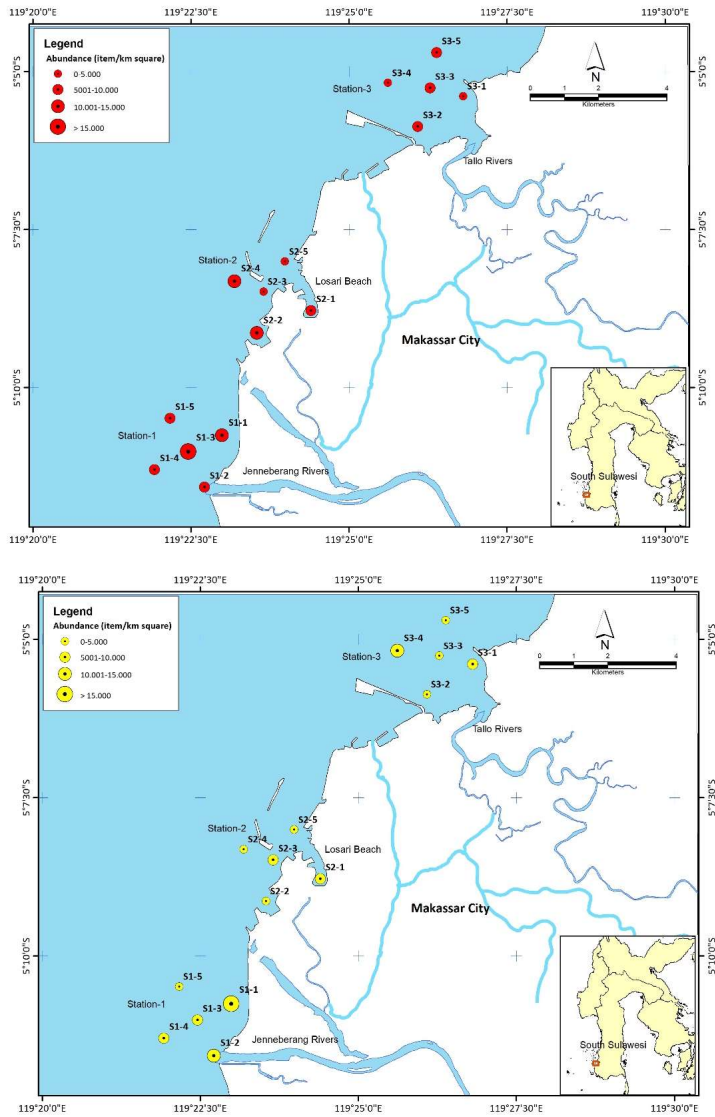 119°20'0"E 119°22'30"E 119°25'0"E 119°27'30"E 119°30'0"E
Legend
Abundance (item/km square)
0-5.000
5001-10.000
10.001-15.000
> 15.000
S3-5
S3-4
S3-3
S3-1
Station-3
S3-2
N
0 1 2 4
Kilometers
5°5'0"S
Tallo Rivers
5°7'30"S
S2-5
Station-2
S2-4
S2-3
Losari Beach
S2-1
S2-2
Makassar City
5°10'0"S
S1-5
S1-1
Station-1
S1-3
S1-4
S1-2
Jenneberang Rivers
South Sulawesi
119°20'0"E 119°22'30"E 119°25'0"E 119°27'30"E 119°30'0"E
119°20'0"E 119°22'30"E 119°25'0"E 119°27'30"E 119°30'0"E
Legend
Abundance (item/km square)
0-5.000
5001-10.000
10.001-15.000
> 15.000
S3-5
S3-4
S3-3
S3-1
Station-3
S3-2
N
0 1 2 4
Kilometers
5°5'0"S
5°5'0"S
Tallo Rivers
5°7'30"S
5°7'30"S
S2-5
Station-2
S2-4
S2-3
Losari Beach
S2-1
S2-2
Makassar City
5°10'0"S
5°10'0"S
S1-5
S1-1
Station-1
S1-3
S1-4
S1-2
Jenneberang Rivers
South Sulawesi
119°20'0"E 119°22'30"E 119°25'0"E 119°27'30"E 119°30'0"E